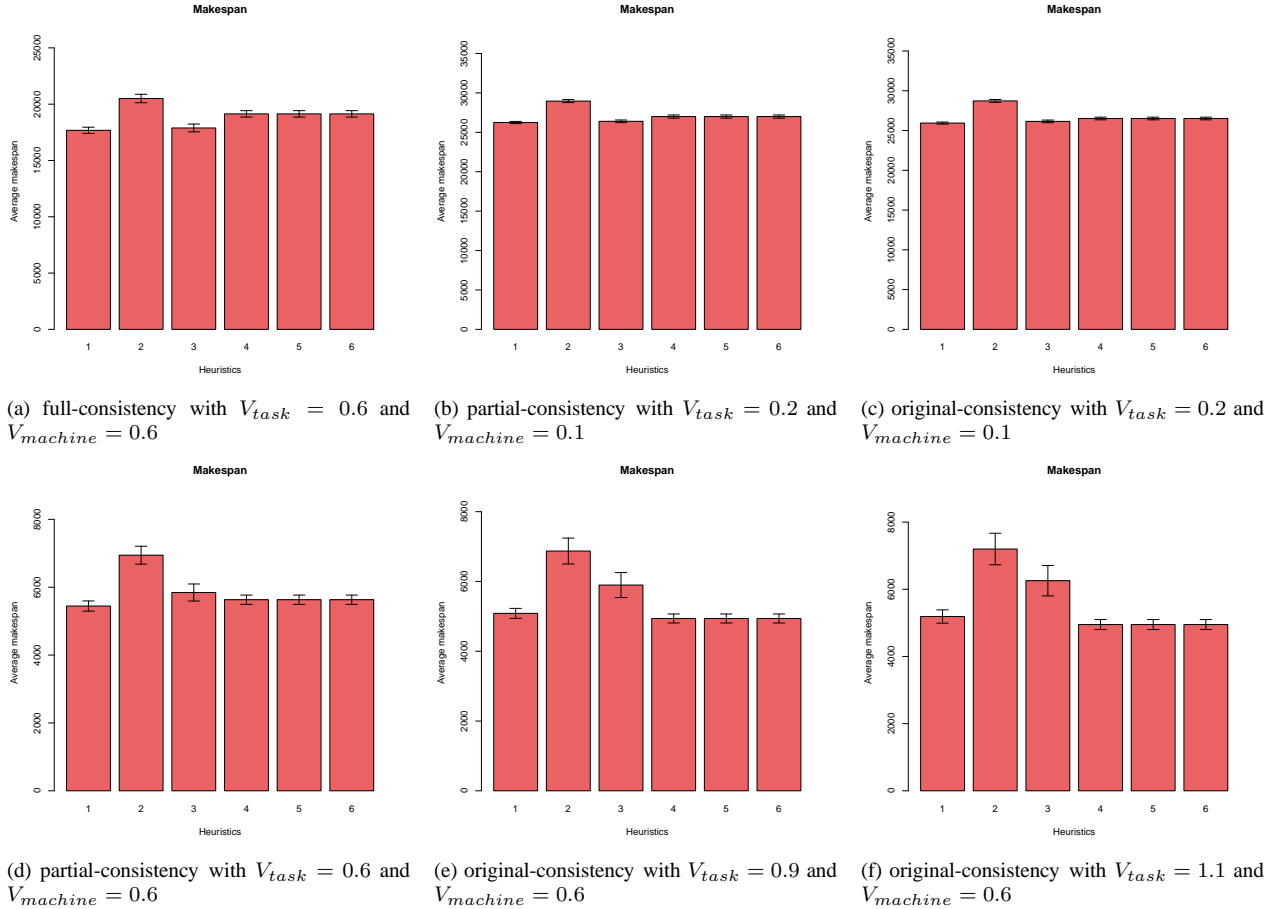 Makespan
Average makespan
0
5000
10000
15000
20000
25000
1 2 3 4 5 6
Heuristics
(a) full-consistency with V_task = 0.6 and
V_machine = 0.6
Makespan
Average makespan
0
5000
10000
15000
20000
25000
30000
35000
1 2 3 4 5 6
Heuristics
(b) partial-consistency with V_task = 0.2 and
V_machine = 0.1
Makespan
Average makespan
0
5000
10000
15000
20000
25000
30000
35000
1 2 3 4 5 6
Heuristics
(c) original-consistency with V_task = 0.2 and
V_machine = 0.1
Makespan
Average makespan
0
2000
4000
6000
8000
1 2 3 4 5 6
Heuristics
(d) partial-consistency with V_task = 0.6 and
V_machine = 0.6
Makespan
Average makespan
0
2000
4000
6000
8000
1 2 3 4 5 6
Heuristics
(e) original-consistency with V_task = 0.9 and
V_machine = 0.6
Makespan
Average makespan
0
2000
4000
6000
8000
1 2 3 4 5 6
Heuristics
(f) original-consistency with V_task = 1.1 and
V_machine = 0.6